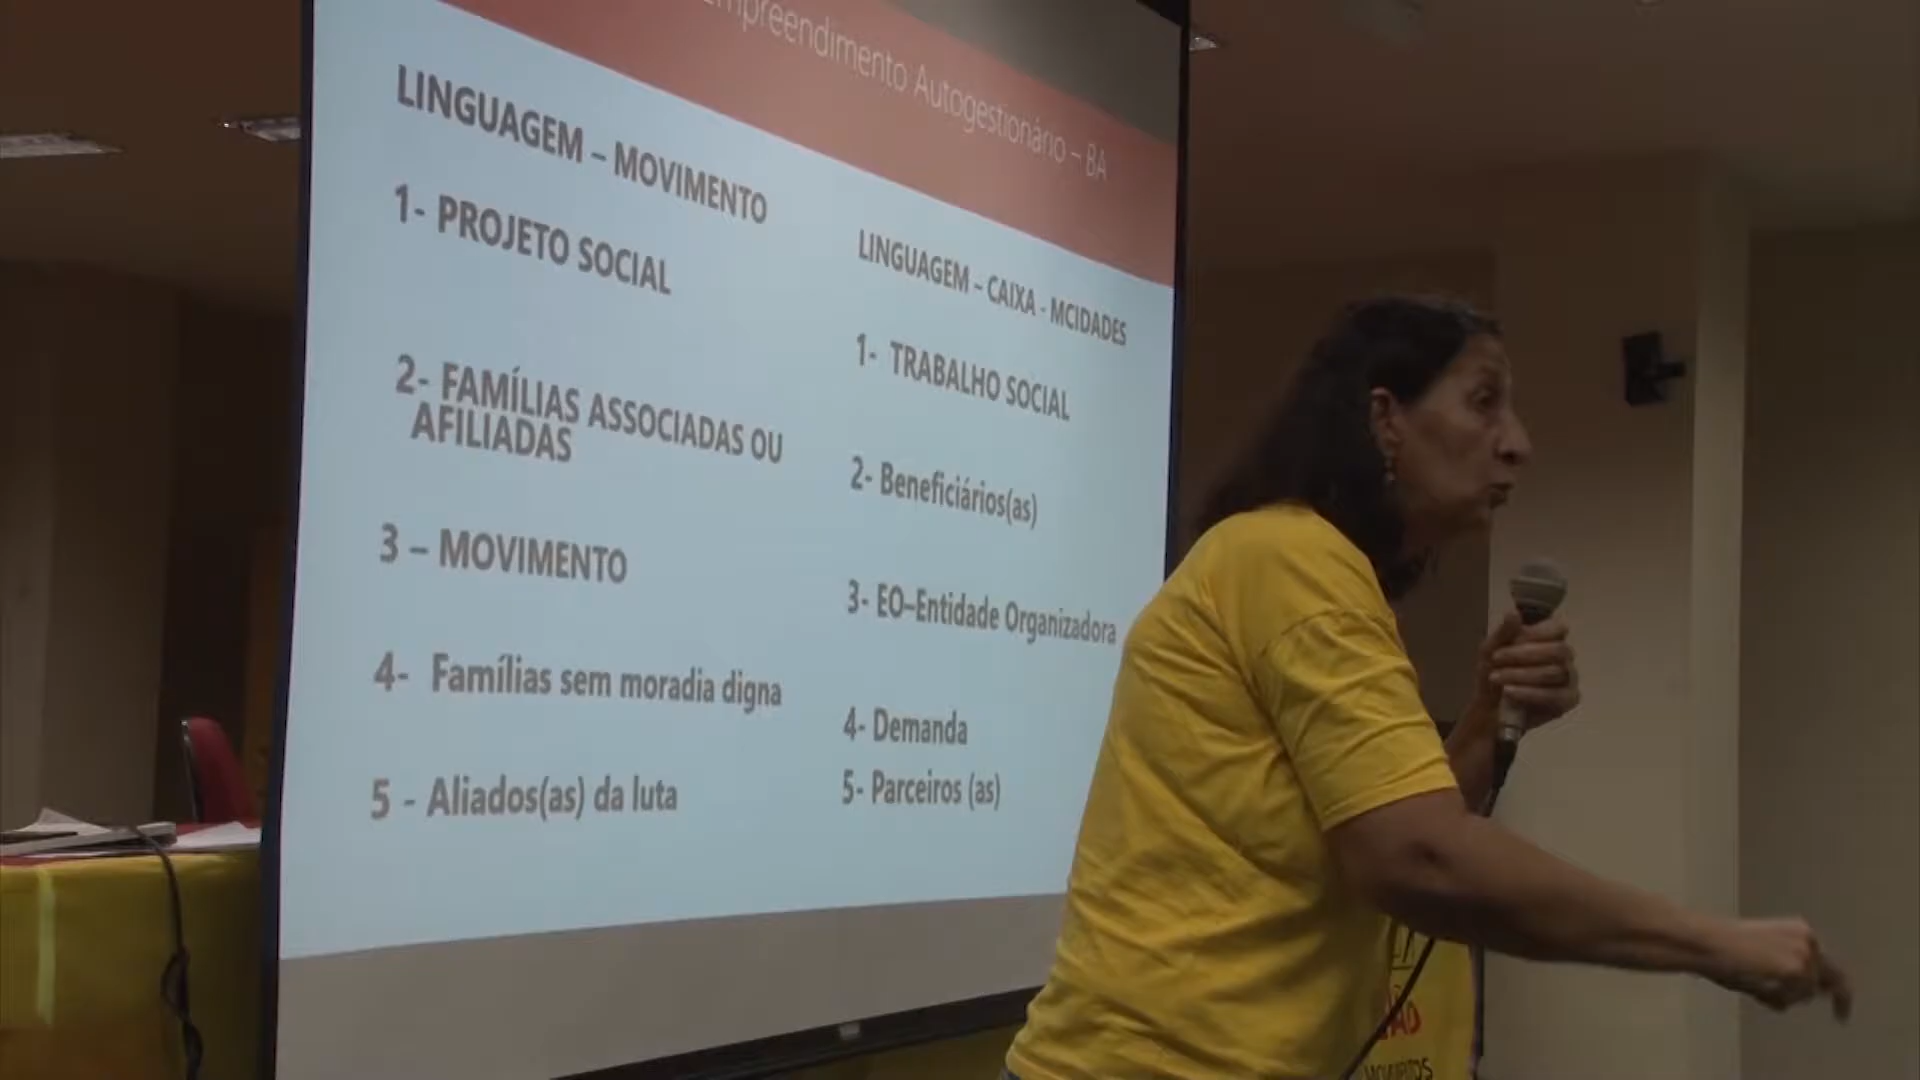 Empreendimento Autogestionário – BA
LINGUAGEM – MOVIMENTO
1- PROJETO SOCIAL
2- FAMÍLIAS ASSOCIADAS OU
AFILIADAS
3 – MOVIMENTO
4- Famílias sem moradia digna
5 - Aliados(as) da luta
LINGUAGEM – CAIXA - MCIDADES
1- TRABALHO SOCIAL
2- Beneficiários(as)
3- EO–Entidade Organizadora
4- Demanda
5- Parceiros (as)